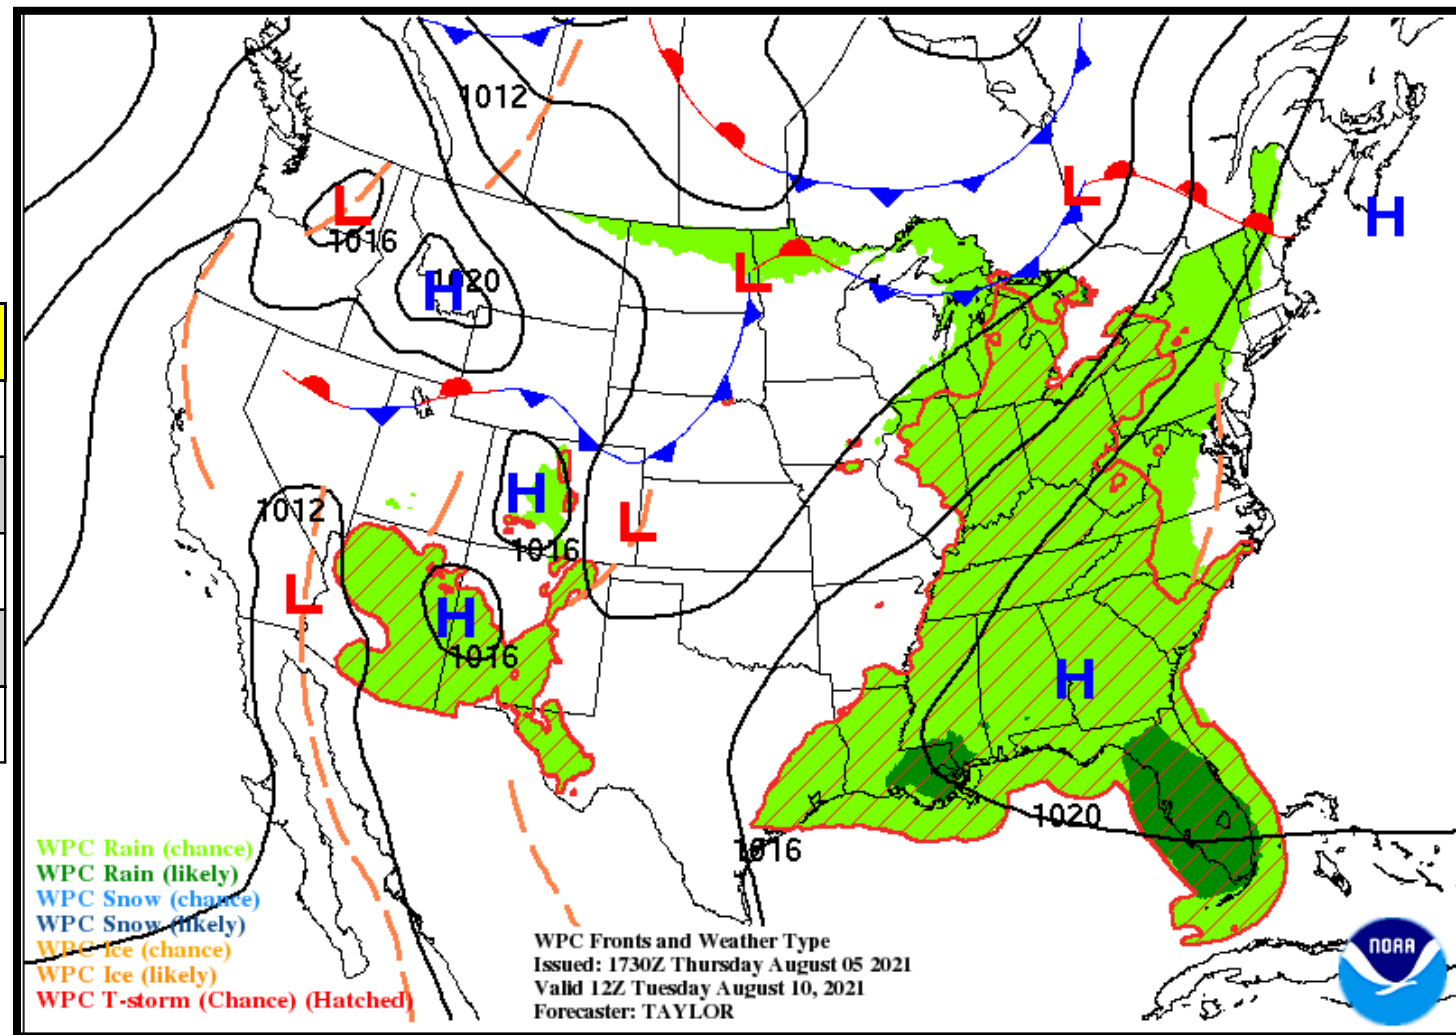 1012
L
1016
H
1020
L
L
H
1012
H
1016
L
L
H
1016
H
1020
1016
WPC Rain (chance)
WPC Rain (likely)
WPC Snow (chance)
WPC Snow (likely)
WPC Ice (chance)
WPC Ice (likely)
WPC T-storm (Chance) (Hatched)
WPC Fronts and Weather Type
Issued: 1730Z Thursday August 05 2021
Valid 12Z Tuesday August 10, 2021
Forecaster: TAYLOR
NOAA